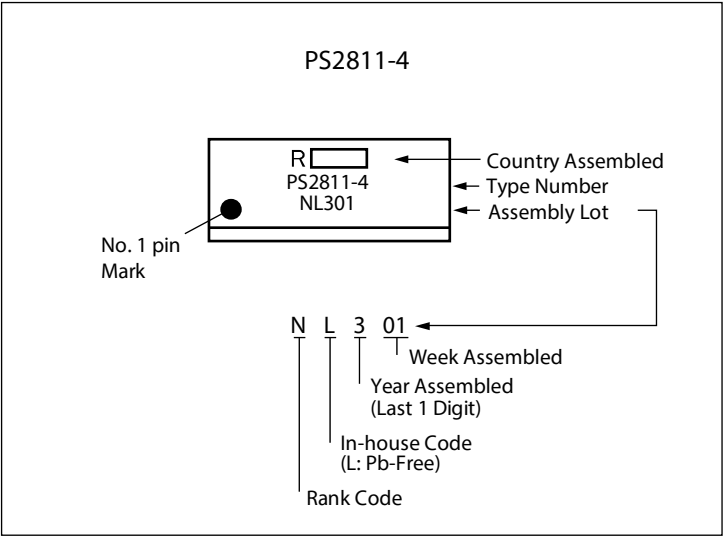 PS2811-4
R
PS2811-4
NL301
Country Assembled
Type Number
Assembly Lot
No. 1 pin
Mark
N L 3 01
Week Assembled
Year Assembled
(Last 1 Digit)
In-house Code
(L: Pb-Free)
Rank Code